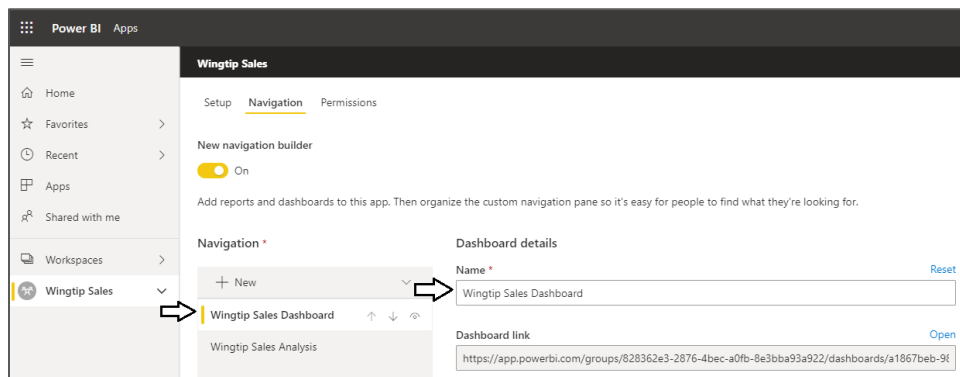 Power BI Apps
Wingtip Sales
Home
Favorites
Recent
Apps
Shared with me
Workspaces
Wingtip Sales
Setup Navigation Permissions
New navigation builder
On
Add reports and dashboards to this app. Then organize the custom navigation pane so it's easy for people to find what they're looking for.
Navigation *
New
Wingtip Sales Dashboard
Wingtip Sales Analysis
Dashboard details
Name * Reset
Wingtip Sales Dashboard
Dashboard link Open
https://app.powerbi.com/groups/828362e3-2876-4bec-a0fb-8e3bba93a922/dashboards/a1867beb-98